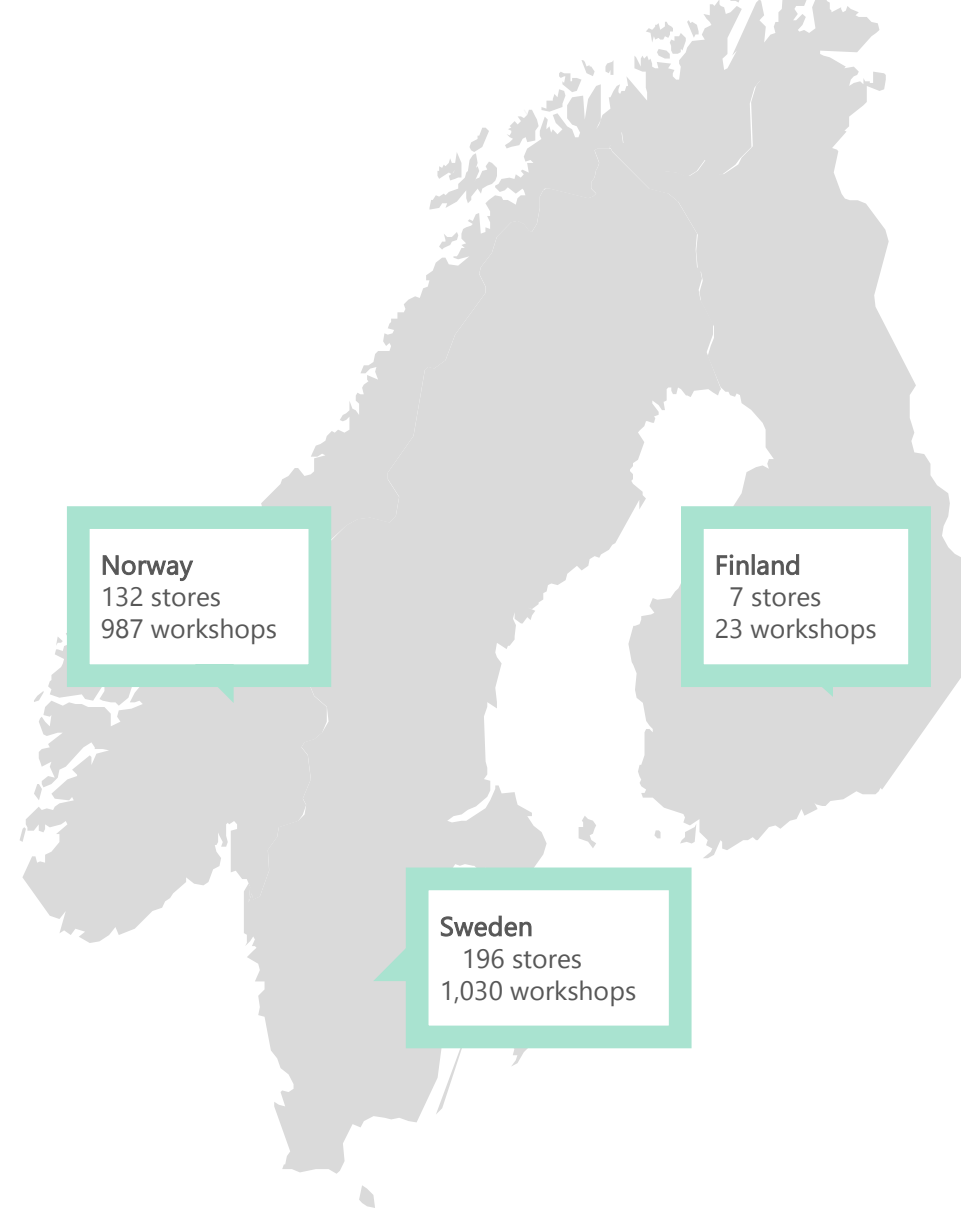 Norway
132 stores
987 workshops
Finland
7 stores
23 workshops
Sweden
196 stores
1,030 workshops